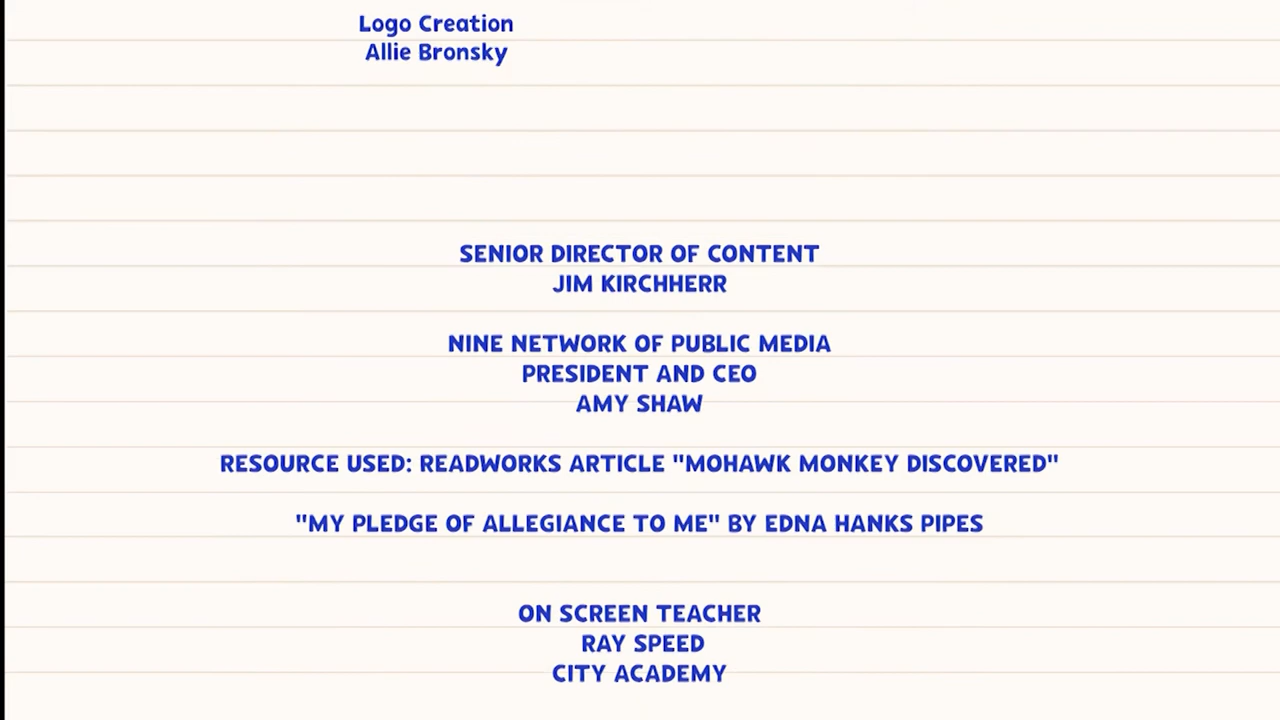 Logo Creation
Allie Bronsky
SENIOR DIRECTOR OF CONTENT
JIM KIRCHHERR
NINE NETWORK OF PUBLIC MEDIA
PRESIDENT AND CEO
AMY SHAW
RESOURCE USED: READWORKS ARTICLE "MOHAWK MONKEY DISCOVERED"
"MY PLEDGE OF ALLEGIANCE TO ME" BY EDNA HANKS PIPES
ON SCREEN TEACHER
RAY SPEED
CITY ACADEMY